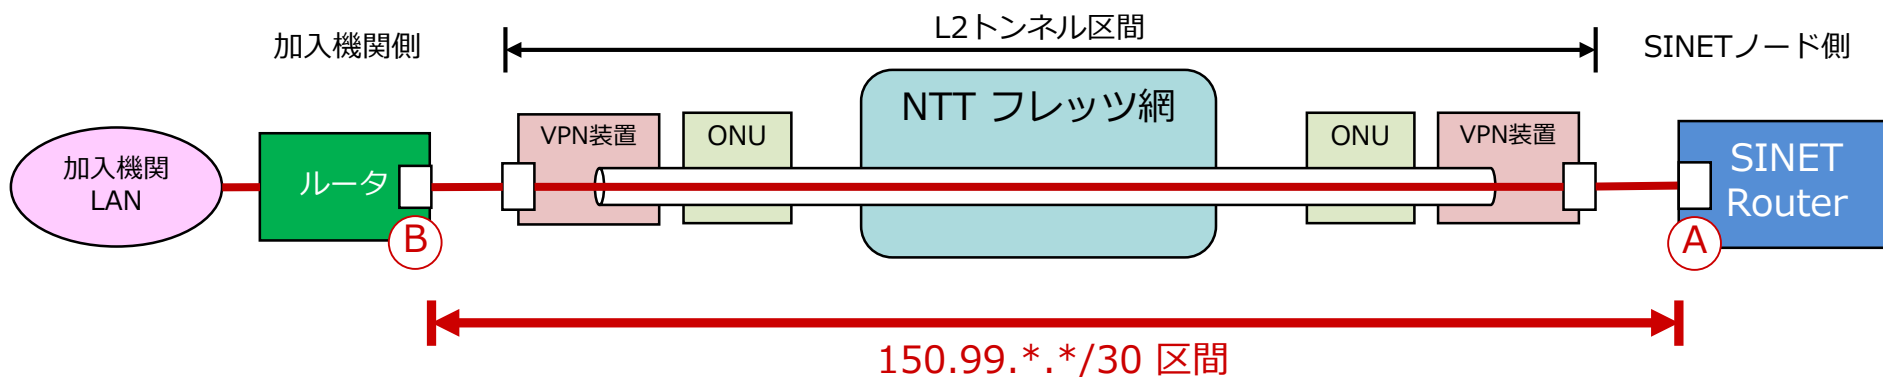 L2トンネル区間
加入機関側
SINETノード側
NTT フレッツ網
VPN装置
ONU
ONU
VPN装置
加入機関
LAN
ルータ
SINET
Router
B
A
150.99.*.*/30 区間